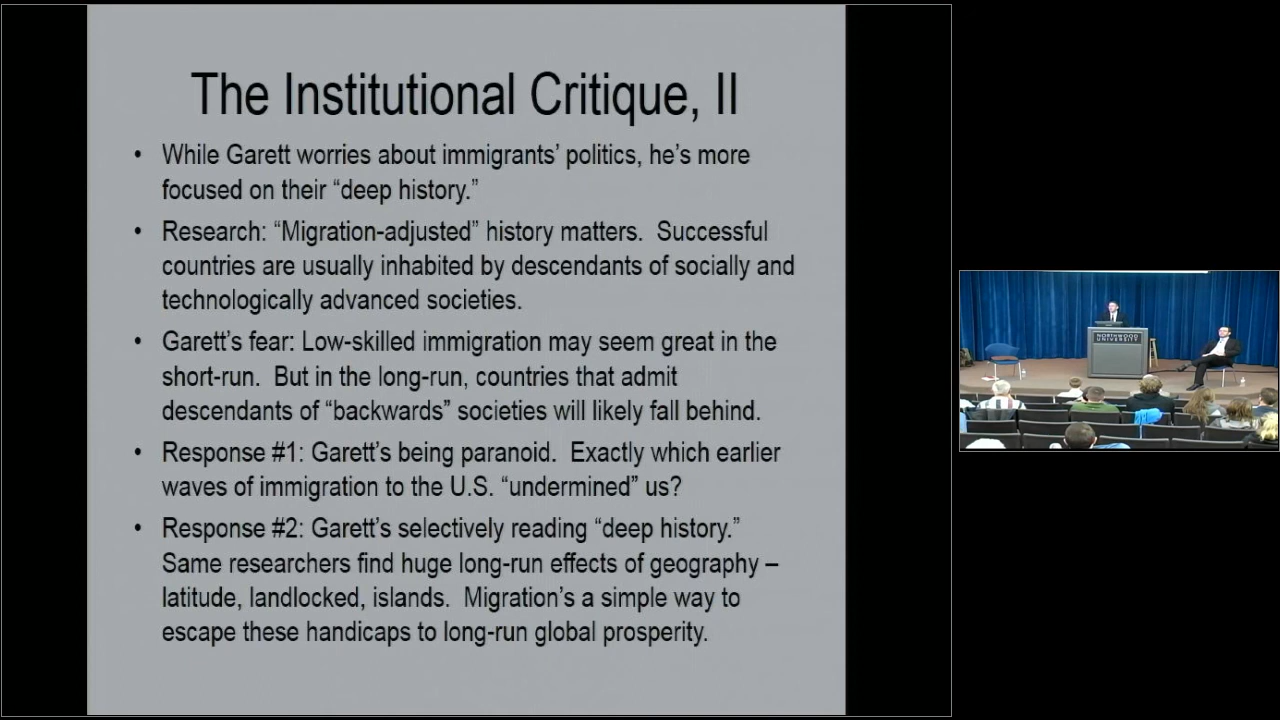 The Institutional Critique, II
• While Garett worries about immigrants’ politics, he’s more
focused on their “deep history.”
• Research: “Migration-adjusted” history matters.  Successful
countries are usually inhabited by descendants of socially and
technologically advanced societies.
• Garett’s fear: Low-skilled immigration may seem great in the
short-run.  But in the long-run, countries that admit
descendants of “backwards” societies will likely fall behind.
• Response #1: Garett’s being paranoid.  Exactly which earlier
waves of immigration to the U.S. “undermined” us?
• Response #2: Garett’s selectively reading “deep history.”
Same researchers find huge long-run effects of geography –
latitude, landlocked, islands.  Migration’s a simple way to
escape these handicaps to long-run global prosperity.
NORTHWOOD
UNIVERSITY